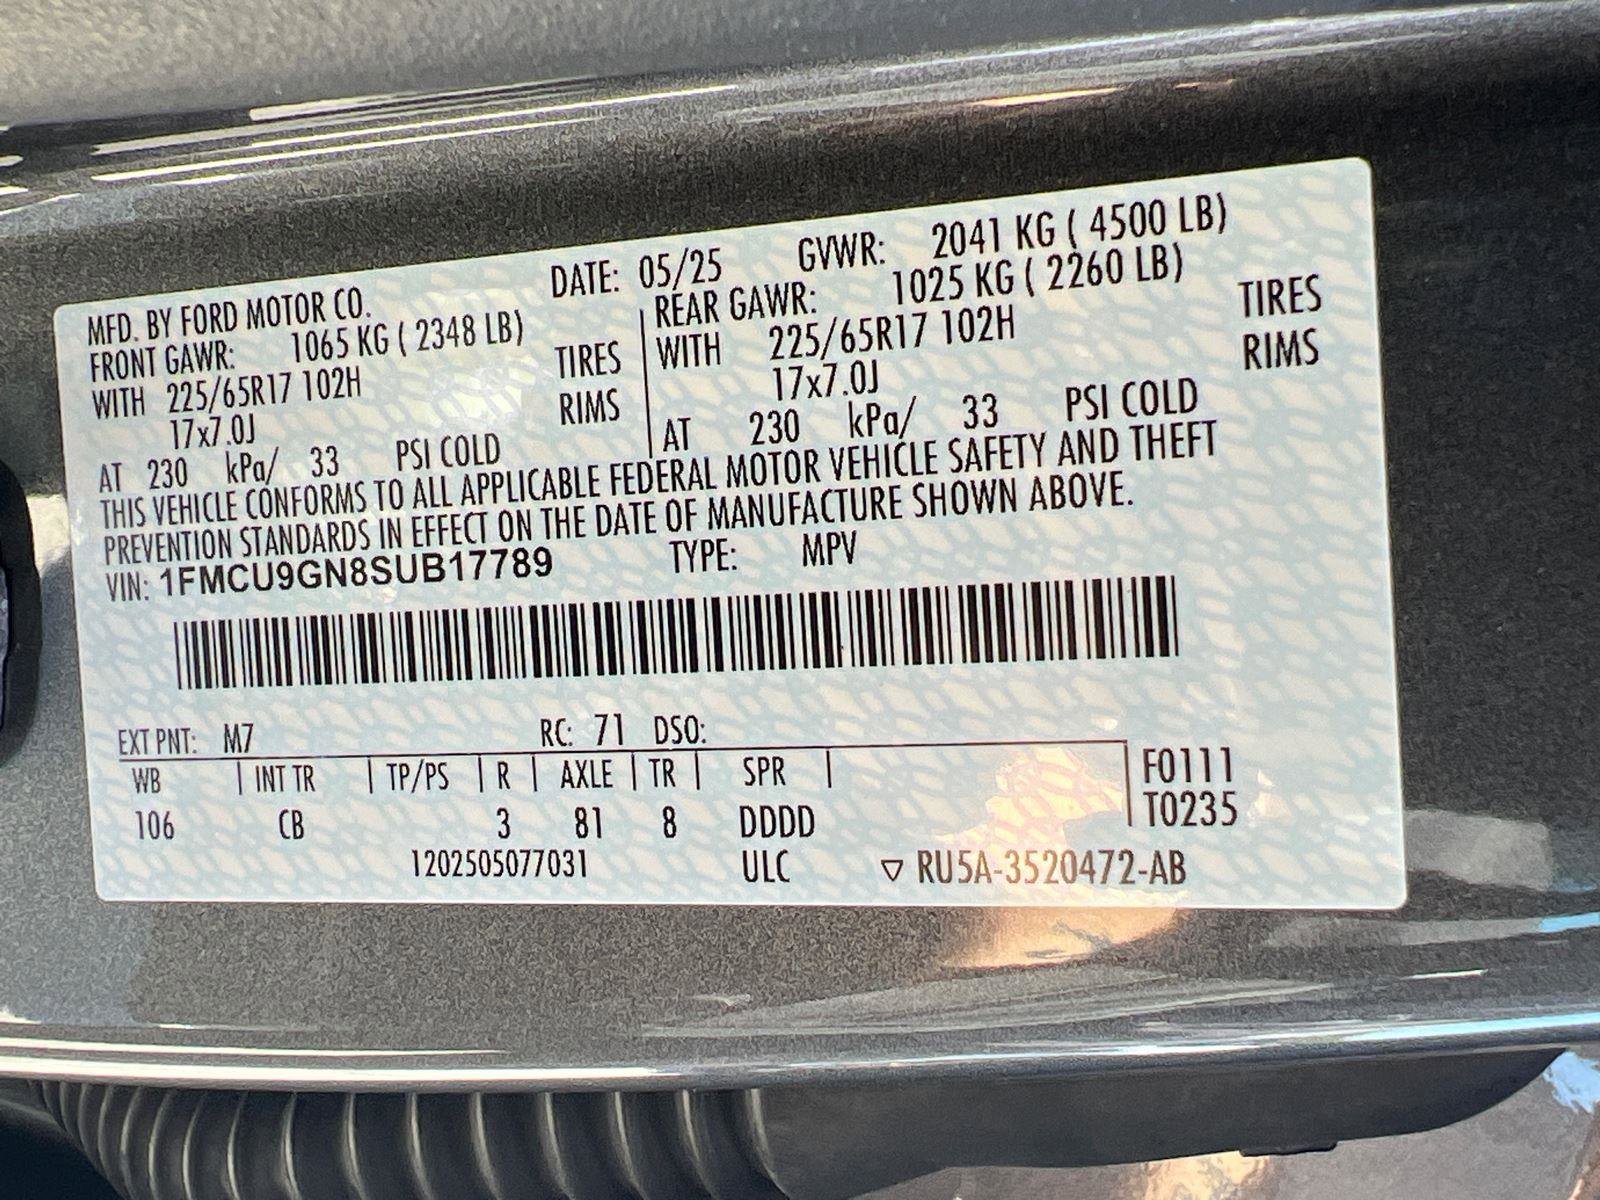 MFD. BY FORD MOTOR CO. DATE: 05/25 GVWR: 2041 KG ( 4500 LB)
FRONT GAWR: 1065 KG ( 2348 LB) REAR GAWR: 1025 KG ( 2260 LB)
WITH 225/65R17 102H TIRES WITH 225/65R17 102H TIRES
17x7.0J RIMS 17x7.0J RIMS
AT 230 kPa/ 33 PSI COLD AT 230 kPa/ 33 PSI COLD
THIS VEHICLE CONFORMS TO ALL APPLICABLE FEDERAL MOTOR VEHICLE SAFETY AND THEFT
PREVENTION STANDARDS IN EFFECT ON THE DATE OF MANUFACTURE SHOWN ABOVE.
VIN: 1FMCU9GN8SUB17789 TYPE: MPV
EXT PNT: M7 RC: 71 DSO:
WB INT TR TP/PS R AXLE TR SPR F0111
106 CB 3 81 8 DDDD T0235
1202505077031 ULC ▽ RU5A-3520472-AB